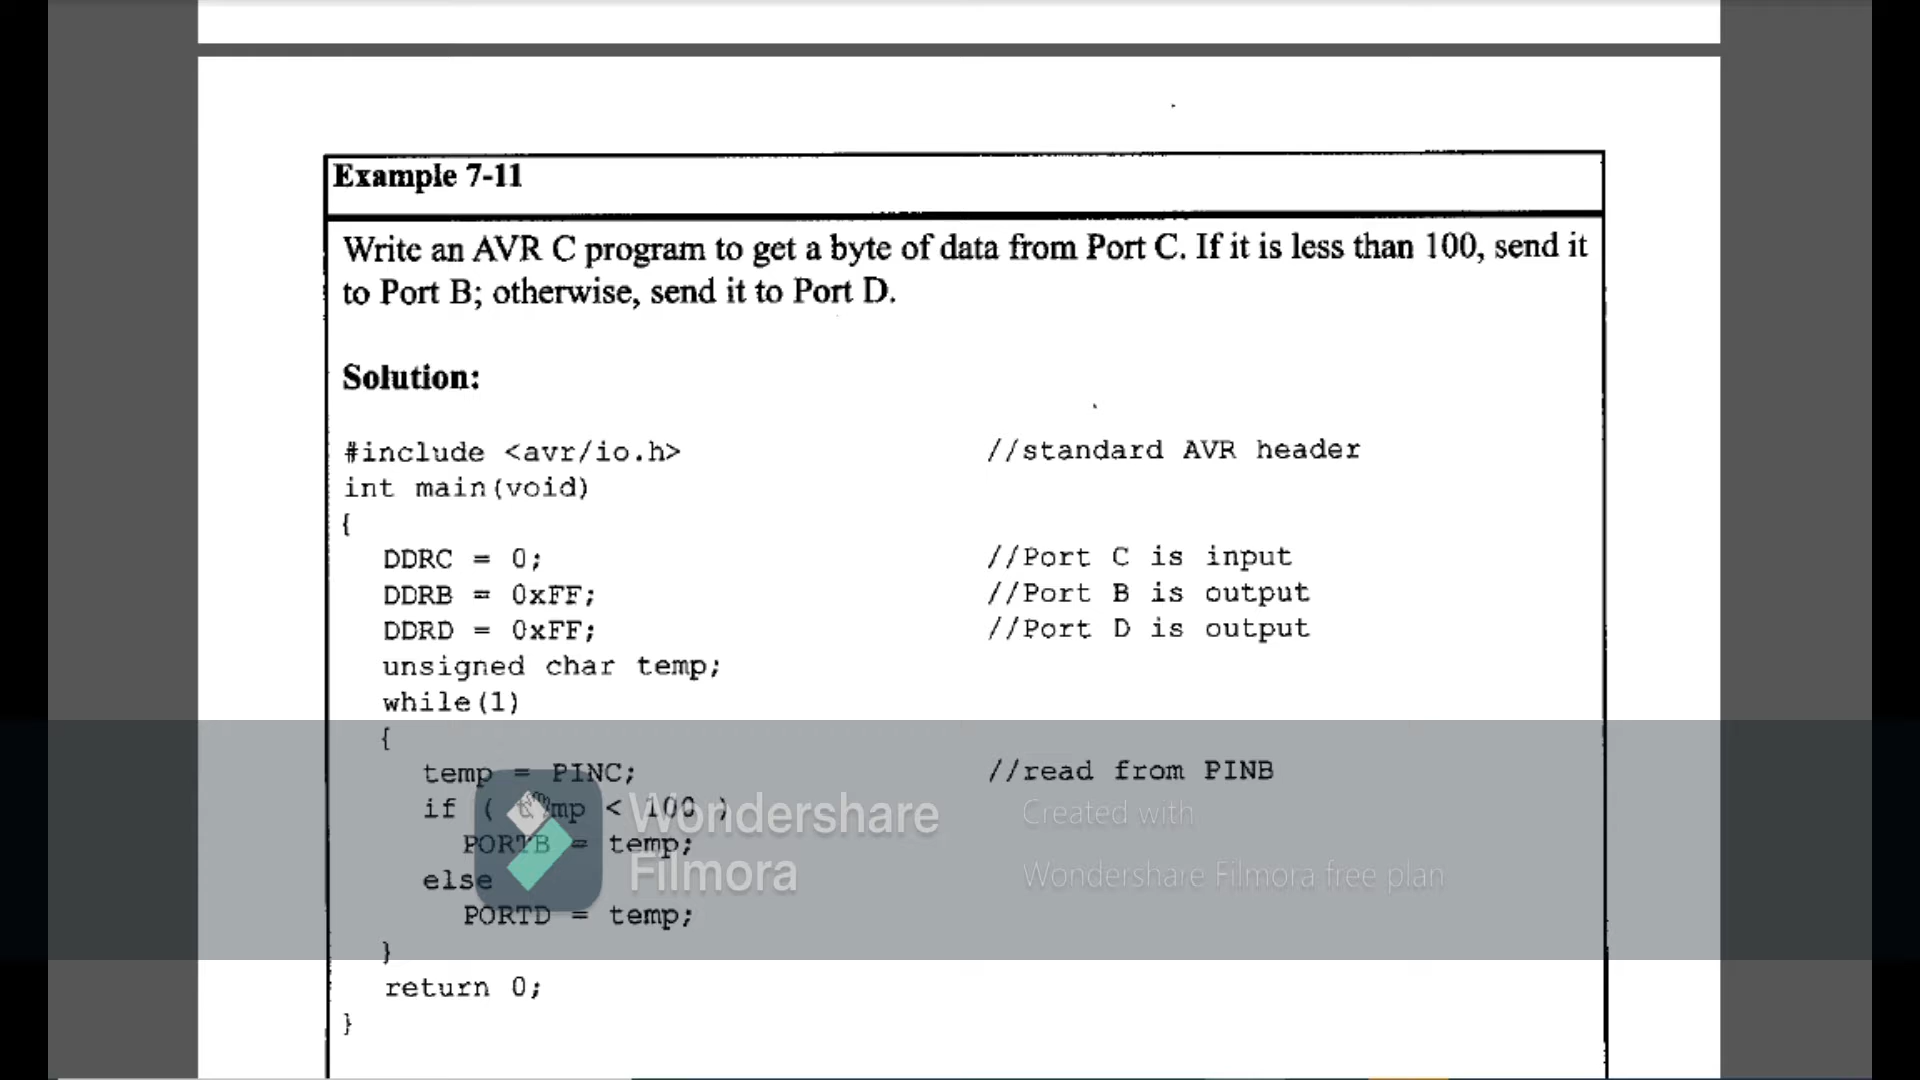 Example 7-11
Write an AVR C program to get a byte of data from Port C. If it is less than 100, send it
to Port B; otherwise, send it to Port D.
Solution:
#include <avr/io.h> //standard AVR header
int main(void)
{
DDRC = 0; //Port C is input
DDRB = 0xFF; //Port B is output
DDRD = 0xFF; //Port D is output
unsigned char temp;
while(1)
{
temp = PINC; //read from PINB
if ( temp < 100 )
PORTB = temp;
else
PORTD = temp;
}
return 0;
}
Wondershare
Filmora
Created with
Wondershare Filmora free plan